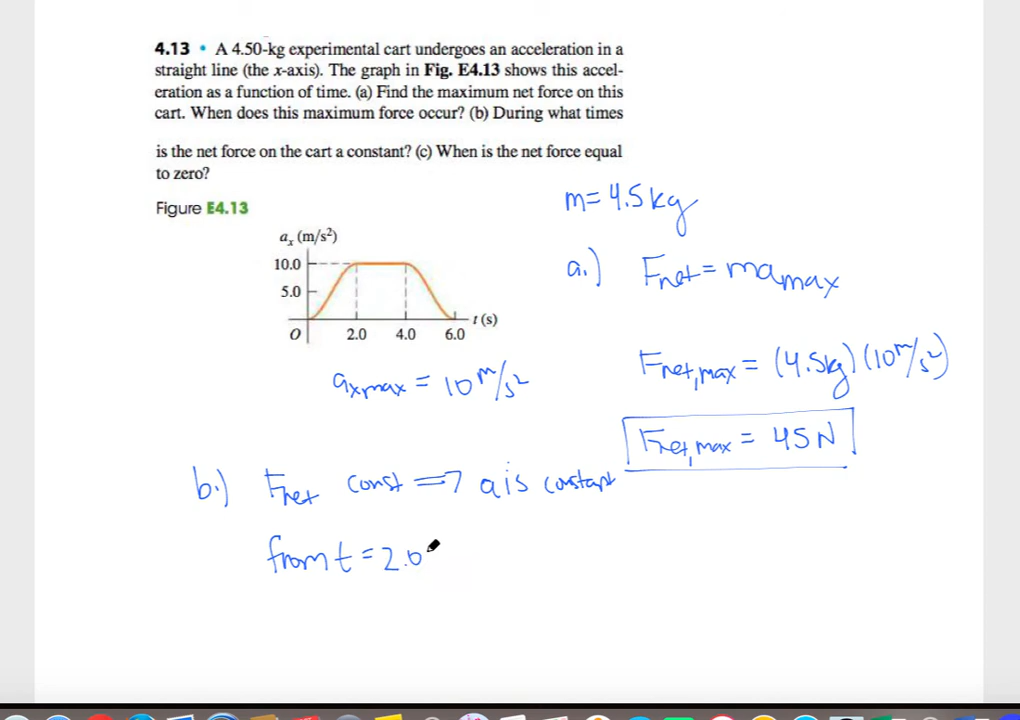 4.13 • A 4.50-kg experimental cart undergoes an acceleration in a
straight line (the x-axis). The graph in Fig. E4.13 shows this accel-
eration as a function of time. (a) Find the maximum net force on this
cart. When does this maximum force occur? (b) During what times
is the net force on the cart a constant? (c) When is the net force equal
to zero?
Figure E4.13
aₓ (m/s²)
10.0
5.0
O 2.0 4.0 6.0 t (s)
m = 4.5 kg
a.) Fnet = mamax
axmax = 10 m/s²
Fnet,max = (4.5kg) (10 m/s²)
Fnet,max = 45 N
b.) Fnet const => a is constant
from t = 2.0